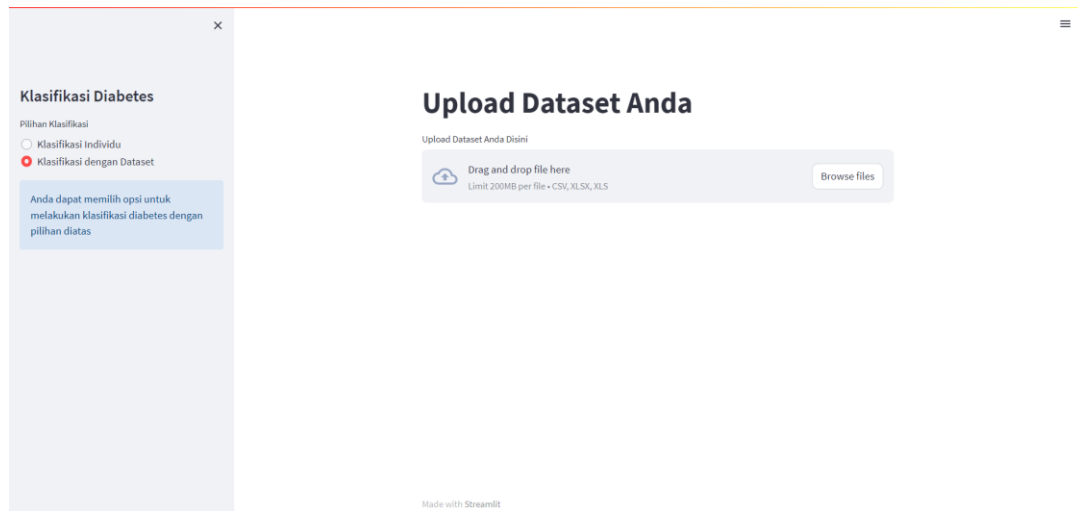 Klasifikasi Diabetes
Pilihan Klasifikasi
Klasifikasi Individu
Klasifikasi dengan Dataset
Anda dapat memilih opsi untuk
melakukan klasifikasi diabetes dengan
pilihan diatas
Upload Dataset Anda
Upload Dataset Anda Disini
Drag and drop file here
Limit 200MB per file • CSV, XLSX, XLS
Browse files
Made with Streamlit